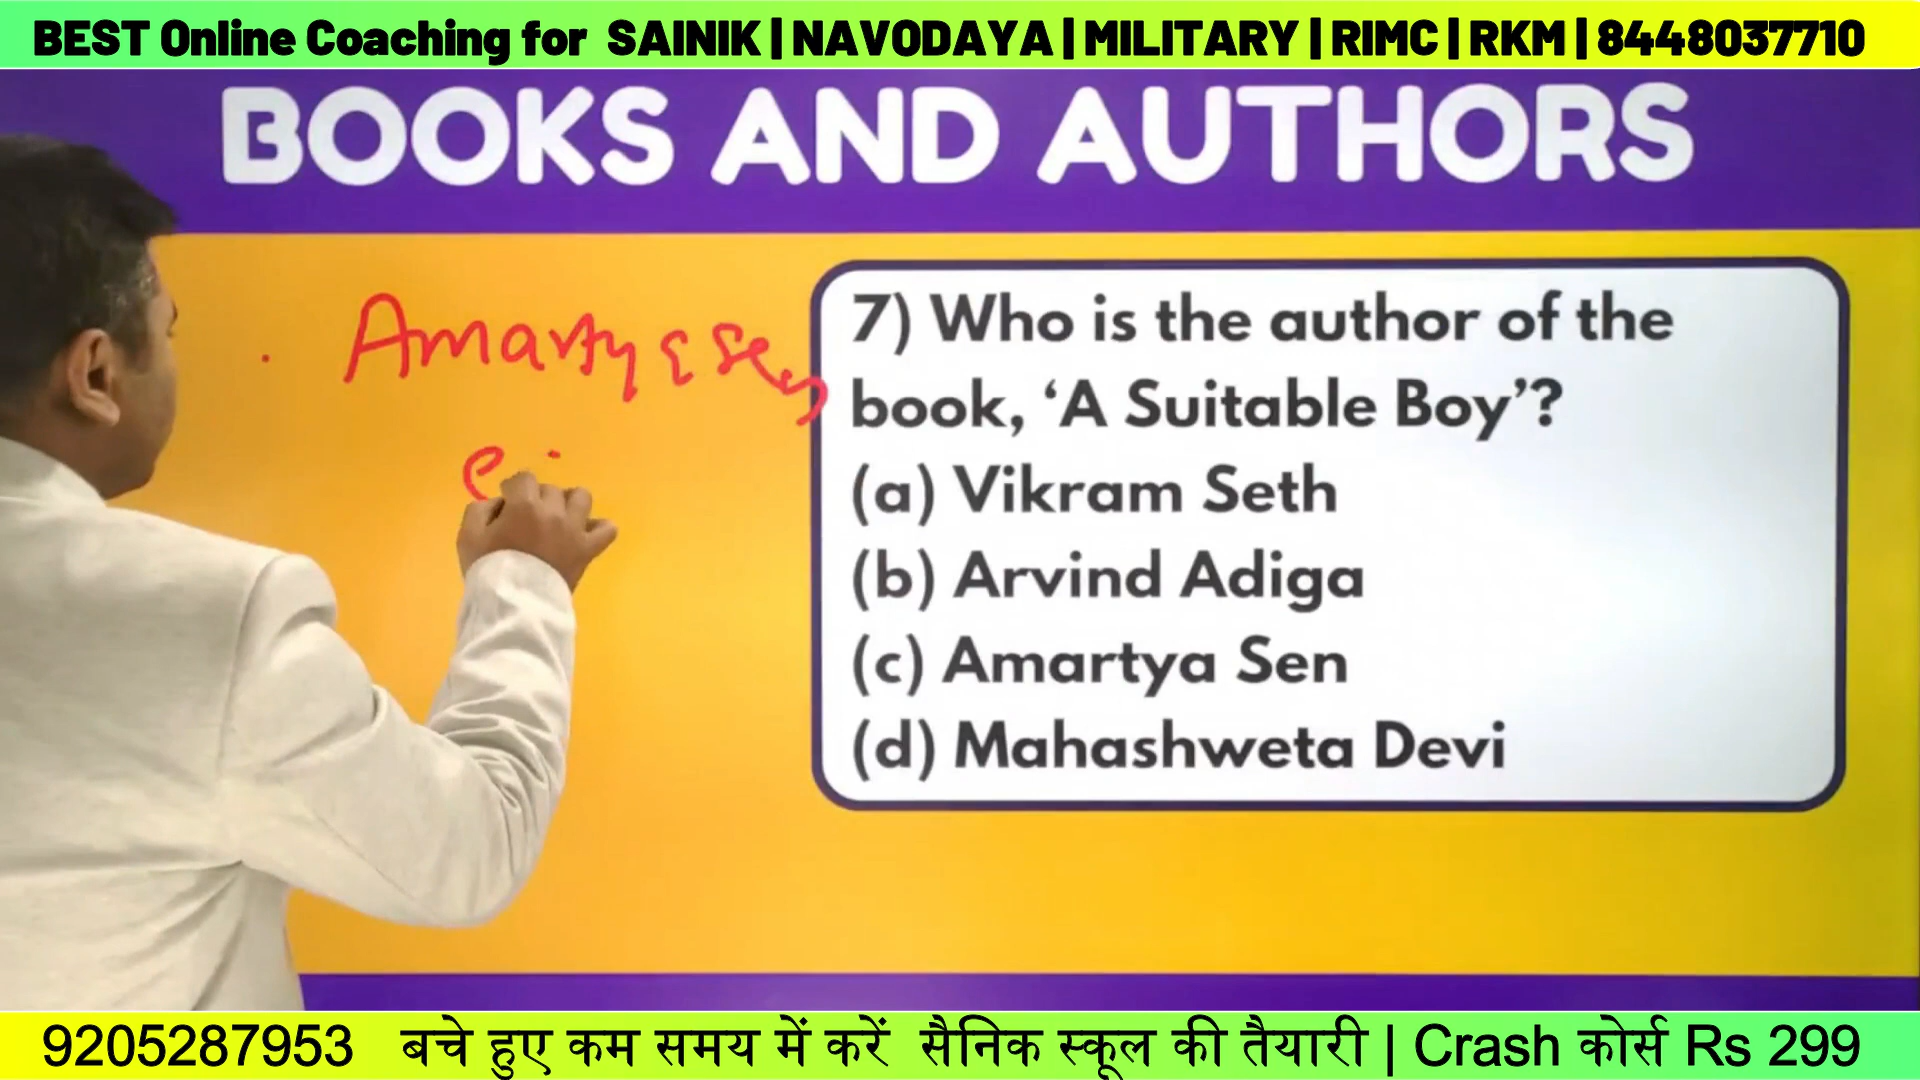 BEST Online Coaching for SAINIK | NAVODAYA | MILITARY | RIMC | RKM | 8448037710
BOOKS AND AUTHORS
Amartya Sen
7) Who is the author of the
book, ‘A Suitable Boy’?
(a) Vikram Seth
(b) Arvind Adiga
(c) Amartya Sen
(d) Mahashweta Devi
9205287953 बचे हुए कम समय में करें सैनिक स्कूल की तैयारी | Crash कोर्स Rs 299